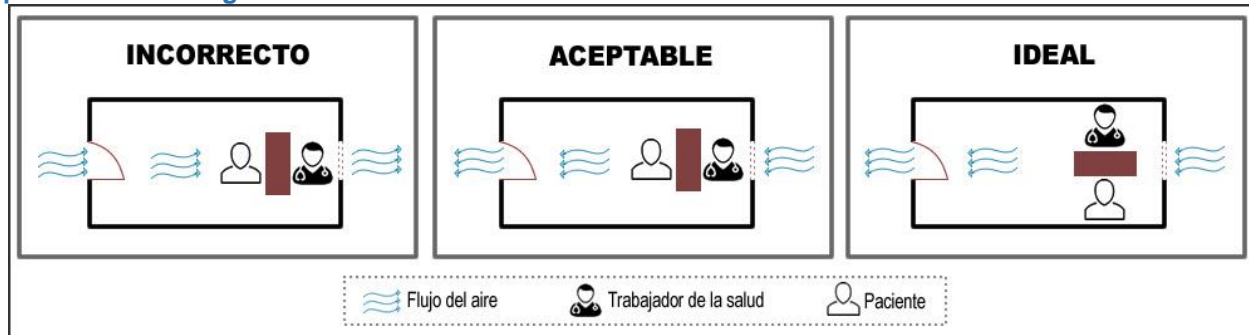 INCORRECTO
ACEPTABLE
IDEAL
Flujo del aire
Trabajador de la salud
Paciente